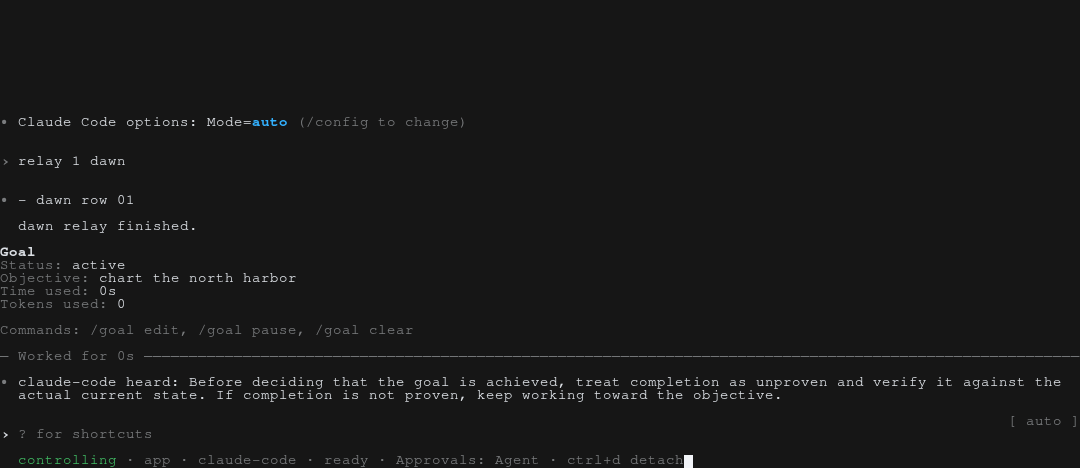 • Claude Code options: Mode=auto (/config to change)
› relay 1 dawn
• - dawn row 01
dawn relay finished.
Goal
Status: active
Objective: chart the north harbor
Time used: 0s
Tokens used: 0
Commands: /goal edit, /goal pause, /goal clear
─ Worked for 0s ─
• claude-code heard: Before deciding that the goal is achieved, treat completion as unproven and verify it against the
actual current state. If completion is not proven, keep working toward the objective.
[ auto ]
› ? for shortcuts
controlling · app · claude-code · ready · Approvals: Agent · ctrl+d detach